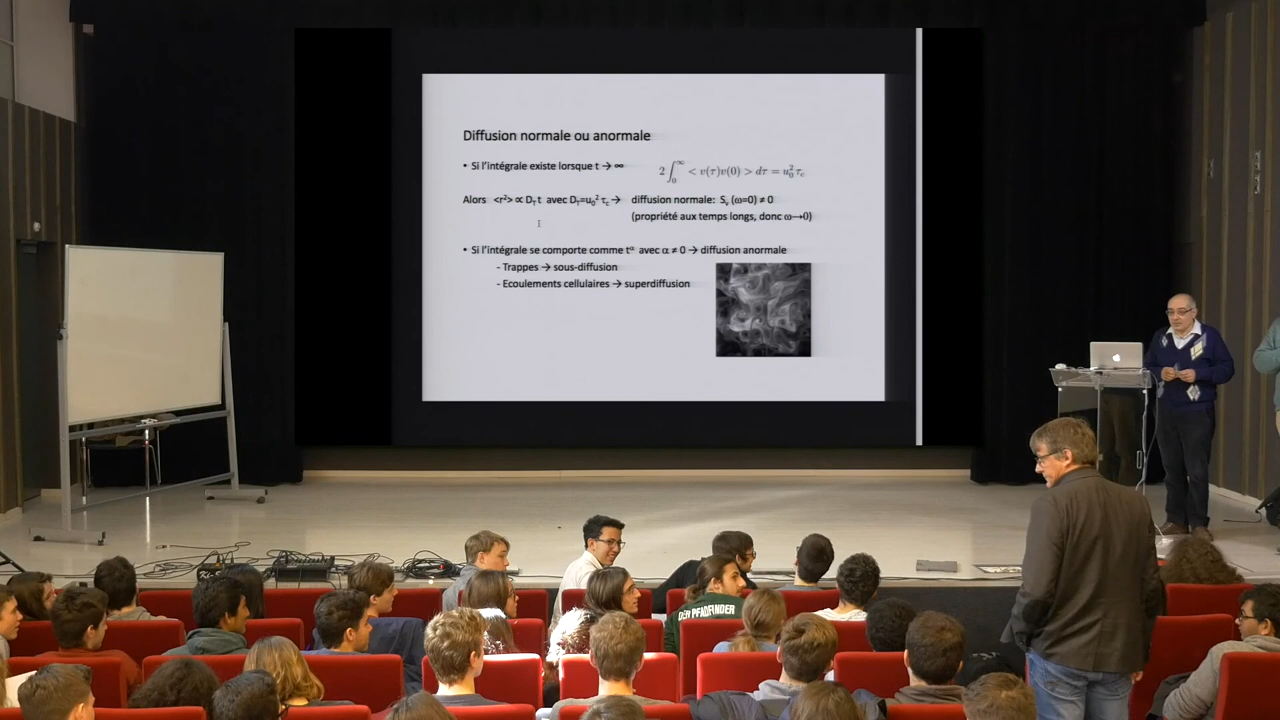 Diffusion normale ou anormale
• Si l'intégrale existe lorsque t → ∞ 2∫₀^∞ < v(τ)v(0) > dτ = u₀² τc
Alors <r²> ∝ DT t avec DT=u₀² τc → diffusion normale: Sv (ω=0) ≠ 0
(propriété aux temps longs, donc ω→0)
• Si l'intégrale se comporte comme tᵅ avec α ≠ 0 → diffusion anormale
- Trappes → sous-diffusion
- Ecoulements cellulaires → superdiffusion
DER PFADFINDER